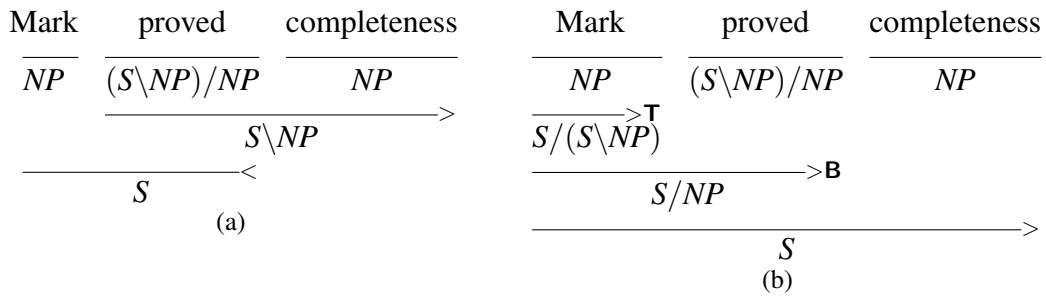 Mark proved completeness
NP (S\NP)/NP NP
>
S\NP
<
S
(a)
Mark proved completeness
NP (S\NP)/NP NP
>T
S/(S\NP)
>B
S/NP
>
S
(b)